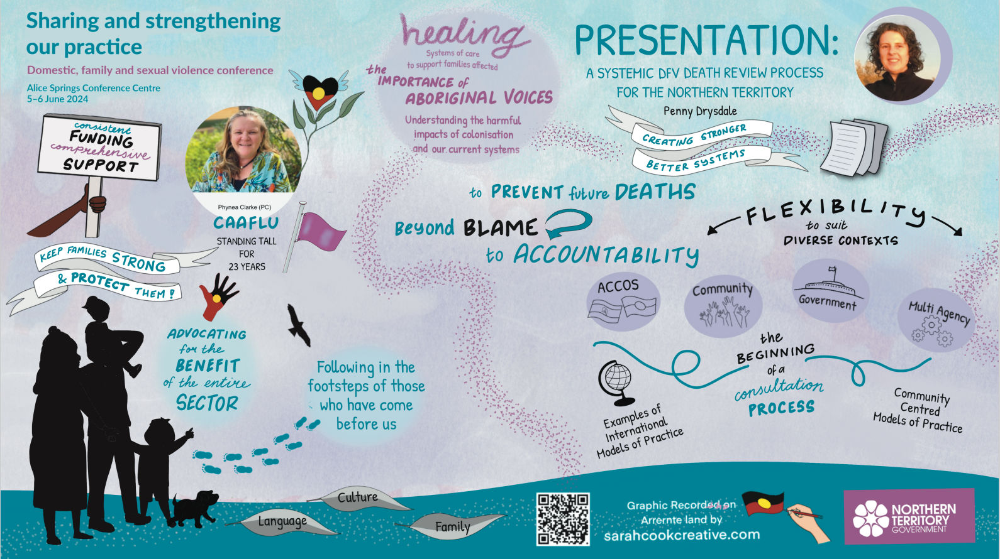 Sharing and strengthening
our practice
Domestic, family and sexual violence conference
Alice Springs Conference Centre
5–6 June 2024
consistent
FUNDING
comprehensive
SUPPORT
KEEP FAMILIES STRONG
& PROTECT THEM!
Phynea Clarke (PC)
CAAFLU
STANDING TALL
FOR
23 YEARS
ADVOCATING
for the
BENEFIT
of the entire
SECTOR
Following in the
footsteps of those
who have come
before us
healing
Systems of care
to support families affected
the
IMPORTANCE of
ABORIGINAL VOICES
Understanding the harmful
impacts of colonisation
and our current systems
PRESENTATION:
A SYSTEMIC DFV DEATH REVIEW PROCESS
FOR THE NORTHERN TERRITORY
Penny Drysdale
CREATING STRONGER
BETTER SYSTEMS
to PREVENT future DEATHS
Beyond BLAME
to ACCOUNTABILITY
FLEXIBILITY
to suit
DIVERSE CONTEXTS
ACCOS
Community
Government
Multi Agency
the
BEGINNING
of a
consultation
PROCESS
Examples of
International
Models of Practice
Community
Centred
Models of Practice
Culture
Language
Family
Graphic Recorded on
Arrernte land by
sarahcookcreative.com
NORTHERN
TERRITORY
GOVERNMENT